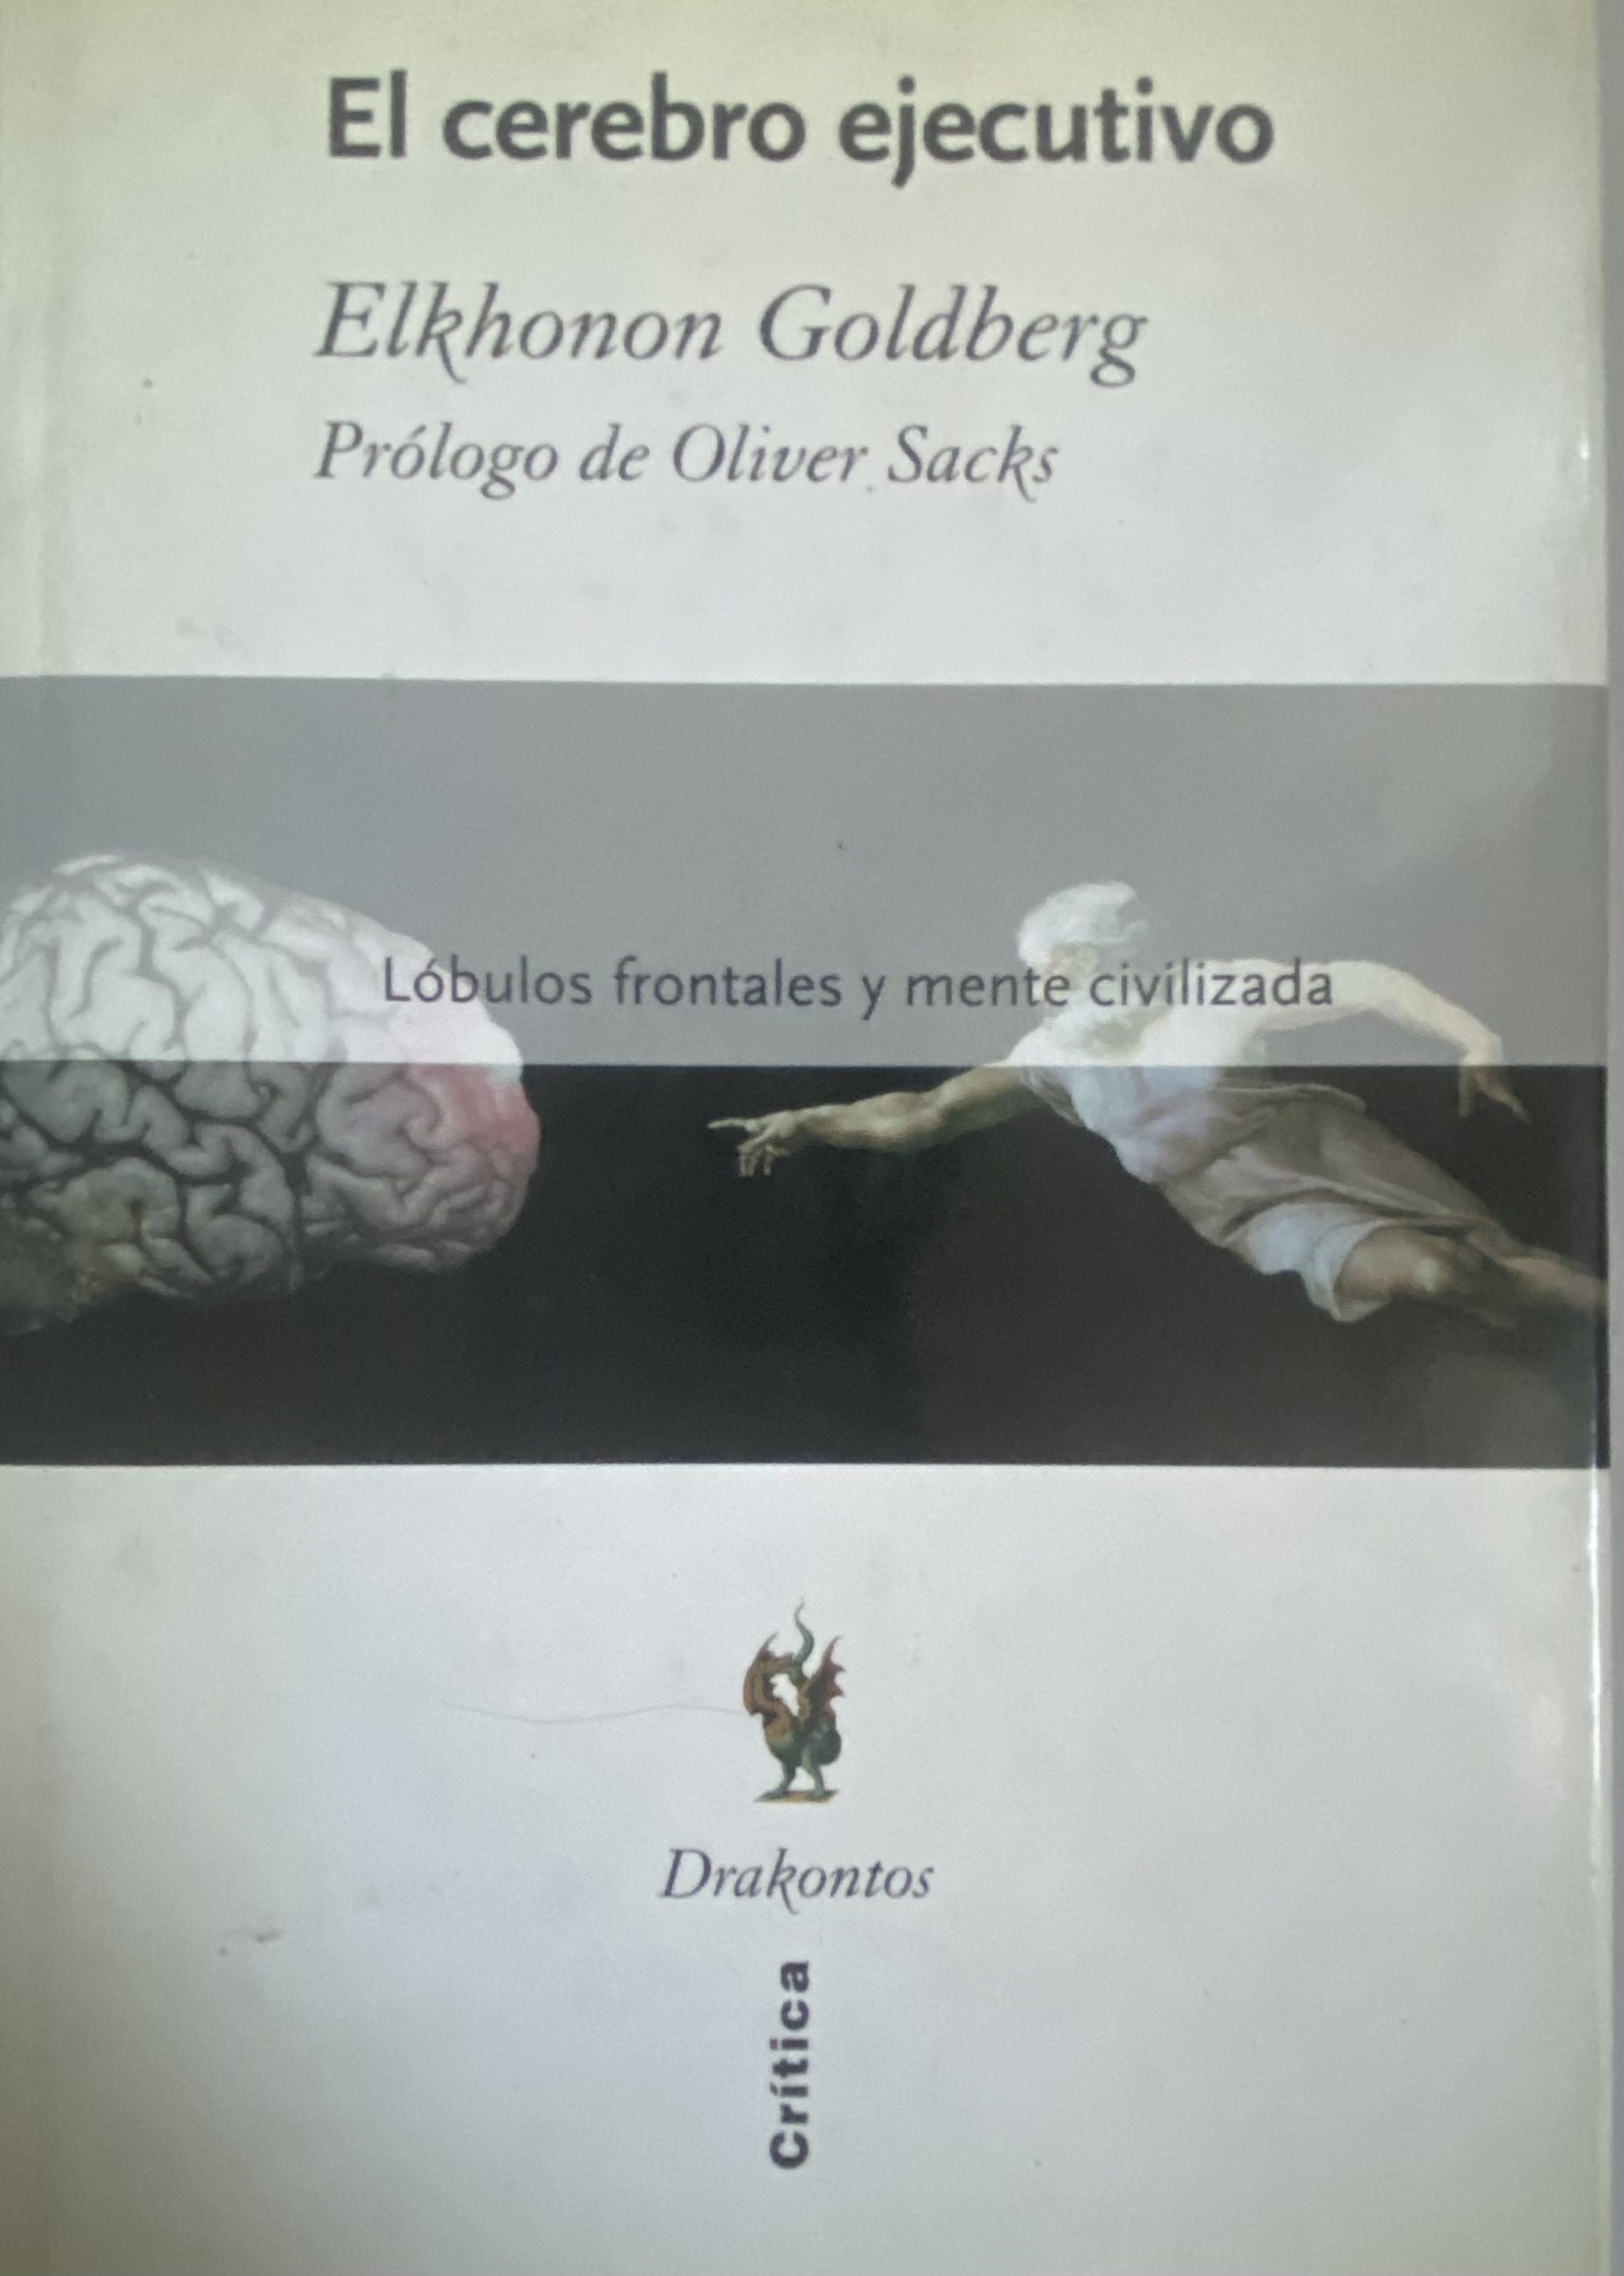 El cerebro ejecutivo
Elkhonon Goldberg
Prólogo de Oliver Sacks
Lóbulos frontales y mente civilizada
Drakontos
Crítica